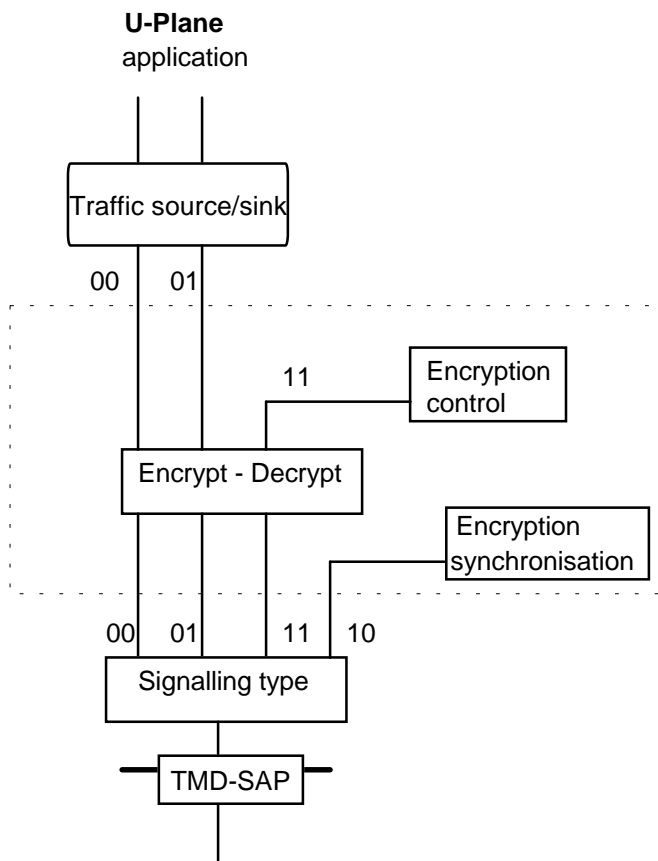 U-Plane
application
Traffic source/sink
00 01
11
Encryption
control
Encrypt - Decrypt
Encryption
synchronisation
00 01 11 10
Signalling type
TMD-SAP